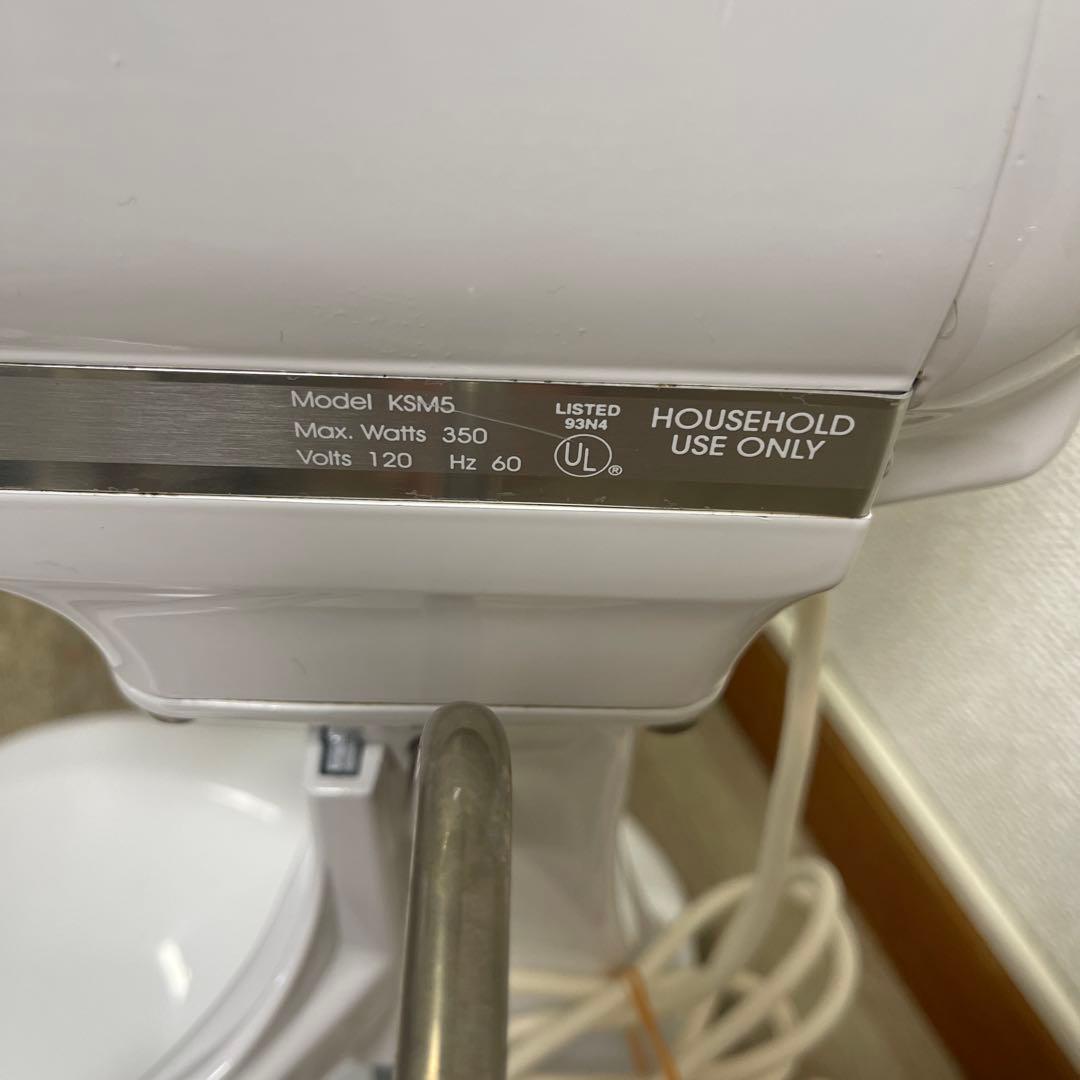 Model KSM5
Max. Watts 350
Volts 120 Hz 60
LISTED
93N4
UL®
HOUSEHOLD
USE ONLY